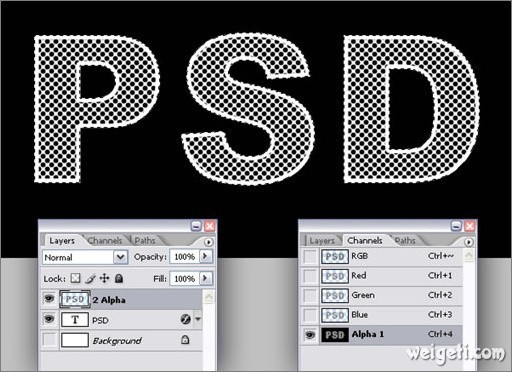 PSD
Layers Channels Paths
Normal Opacity: 100%
Lock: Fill: 100%
PSD 2 Alpha
T PSD
Background
Layers Channels Paths
PSD RGB Ctrl+~
PSD Red Ctrl+1
PSD Green Ctrl+2
PSD Blue Ctrl+3
PSD Alpha 1 Ctrl+4
weigeti.com